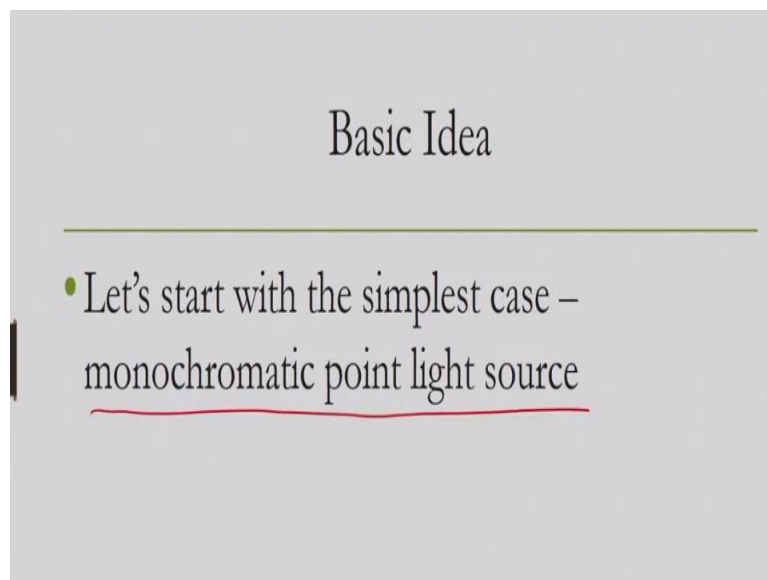 Basic Idea
Let's start with the simplest case –
monochromatic point light source